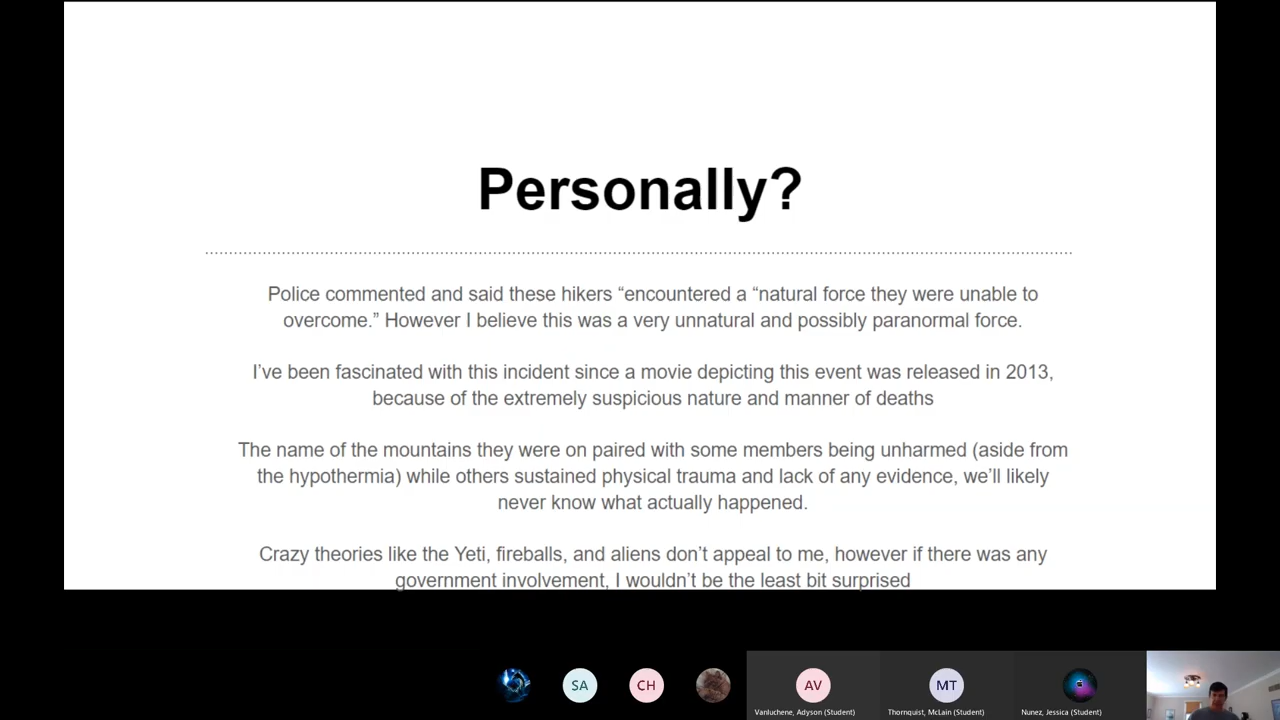 Personally?
Police commented and said these hikers “encountered a “natural force they were unable to
overcome.” However I believe this was a very unnatural and possibly paranormal force.
I’ve been fascinated with this incident since a movie depicting this event was released in 2013,
because of the extremely suspicious nature and manner of deaths
The name of the mountains they were on paired with some members being unharmed (aside from
the hypothermia) while others sustained physical trauma and lack of any evidence, we’ll likely
never know what actually happened.
Crazy theories like the Yeti, fireballs, and aliens don’t appeal to me, however if there was any
government involvement, I wouldn’t be the least bit surprised
SA CH AV MT
Vanluchene, Adyson (Student) Thornquist, McLain (Student) Nunez, Jessica (Student)